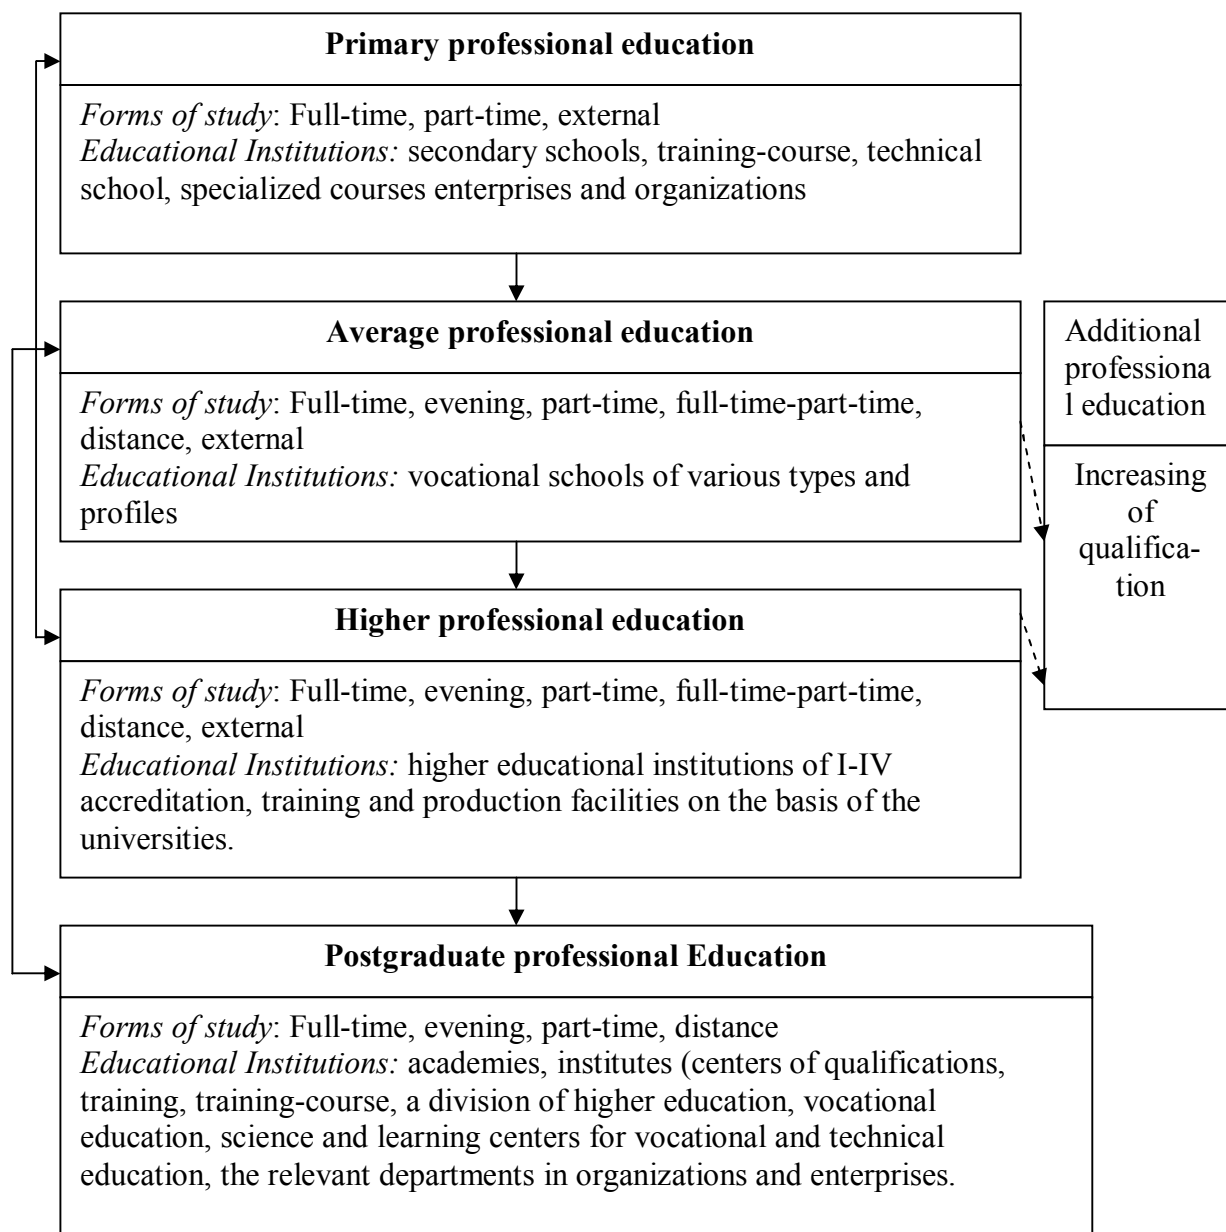 Primary professional education
Forms of study: Full-time, part-time, external
Educational Institutions: secondary schools, training-course, technical
school, specialized courses enterprises and organizations
Average professional education
Forms of study: Full-time, evening, part-time, full-time-part-time,
distance, external
Educational Institutions: vocational schools of various types and
profiles
Additional
professiona
l education
Increasing
of
qualifica-
tion
Higher professional education
Forms of study: Full-time, evening, part-time, full-time-part-time,
distance, external
Educational Institutions: higher educational institutions of I-IV
accreditation, training and production facilities on the basis of the
universities.
Postgraduate professional Education
Forms of study: Full-time, evening, part-time, distance
Educational Institutions: academies, institutes (centers of qualifications,
training, training-course, a division of higher education, vocational
education, science and learning centers for vocational and technical
education, the relevant departments in organizations and enterprises.